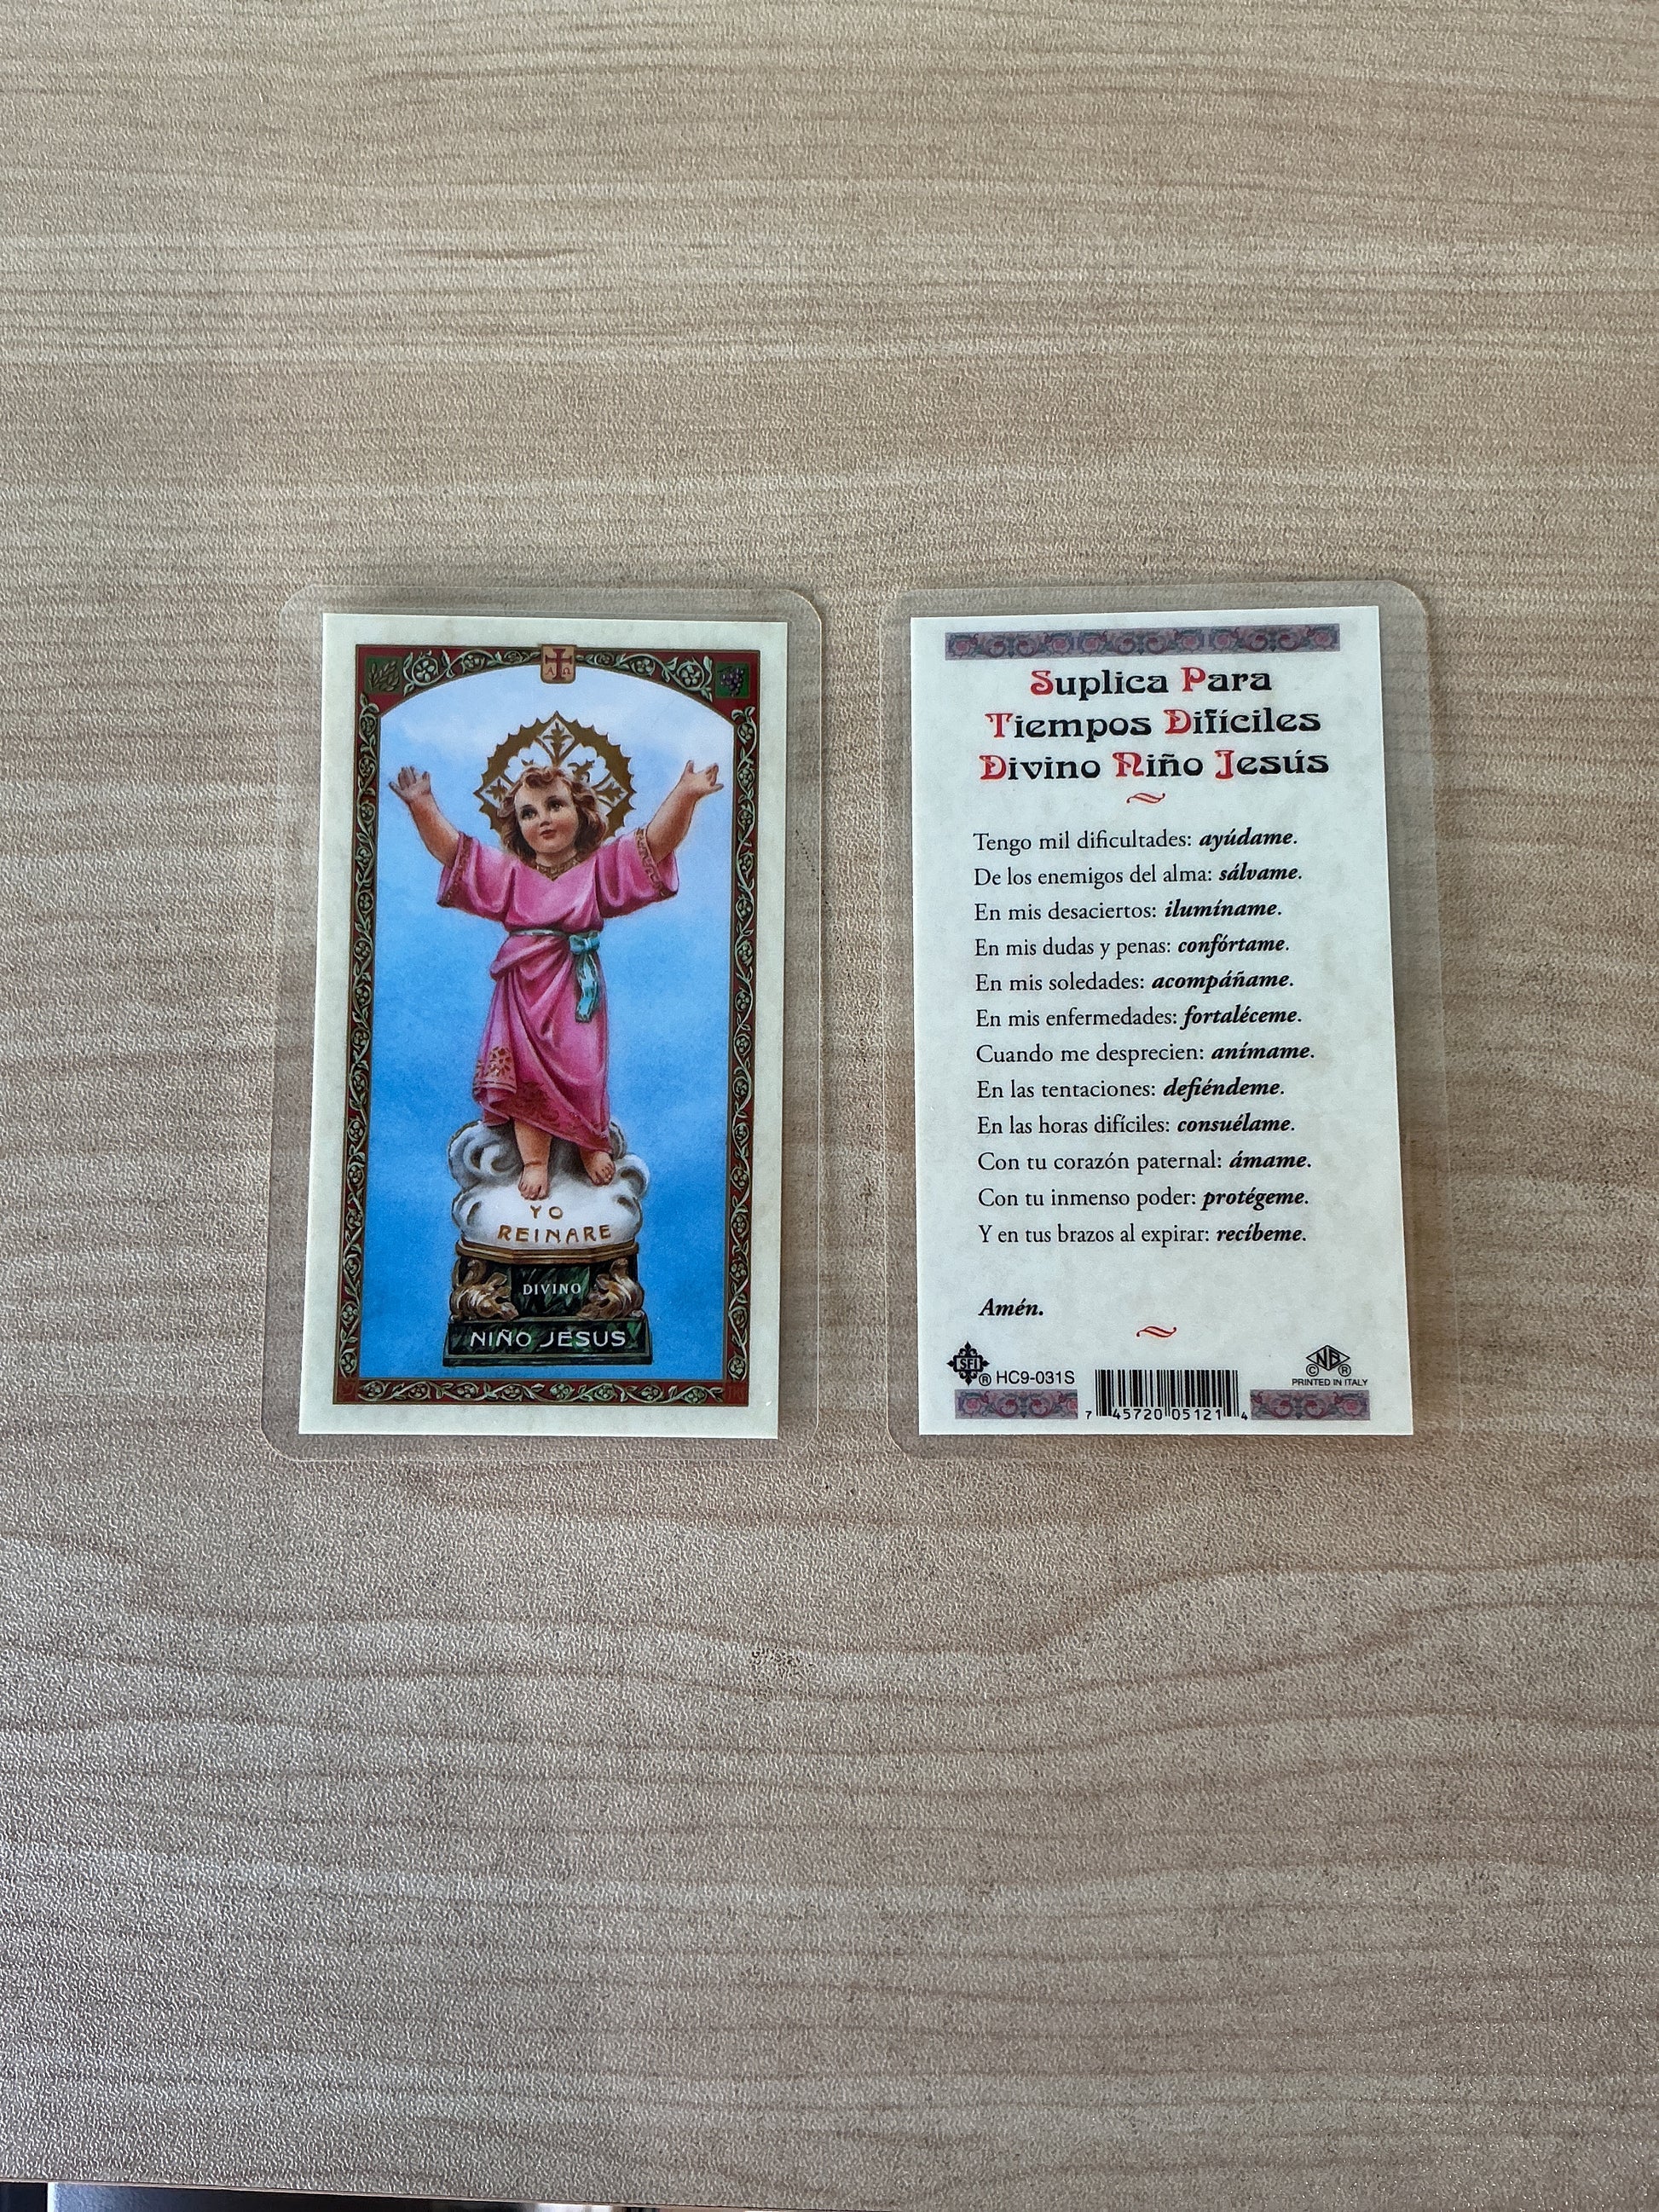 A Ω
YO
REINARE
DIVINO
NIÑO JESUS
Suplica Para
Tiempos Difíciles
Divino Niño Jesús
Tengo mil dificultades: ayúdame.
De los enemigos del alma: sálvame.
En mis desaciertos: ilumíname.
En mis dudas y penas: confórtame.
En mis soledades: acompáñame.
En mis enfermedades: fortaléceme.
Cuando me desprecien: anímame.
En las tentaciones: defiéndeme.
En las horas difíciles: consuélame.
Con tu corazón paternal: ámame.
Con tu inmenso poder: protégeme.
Y en tus brazos al expirar: recíbeme.
Amén.
SFI ® HC9-031S
7 45720 05121 4
NB
© ®
PRINTED IN ITALY